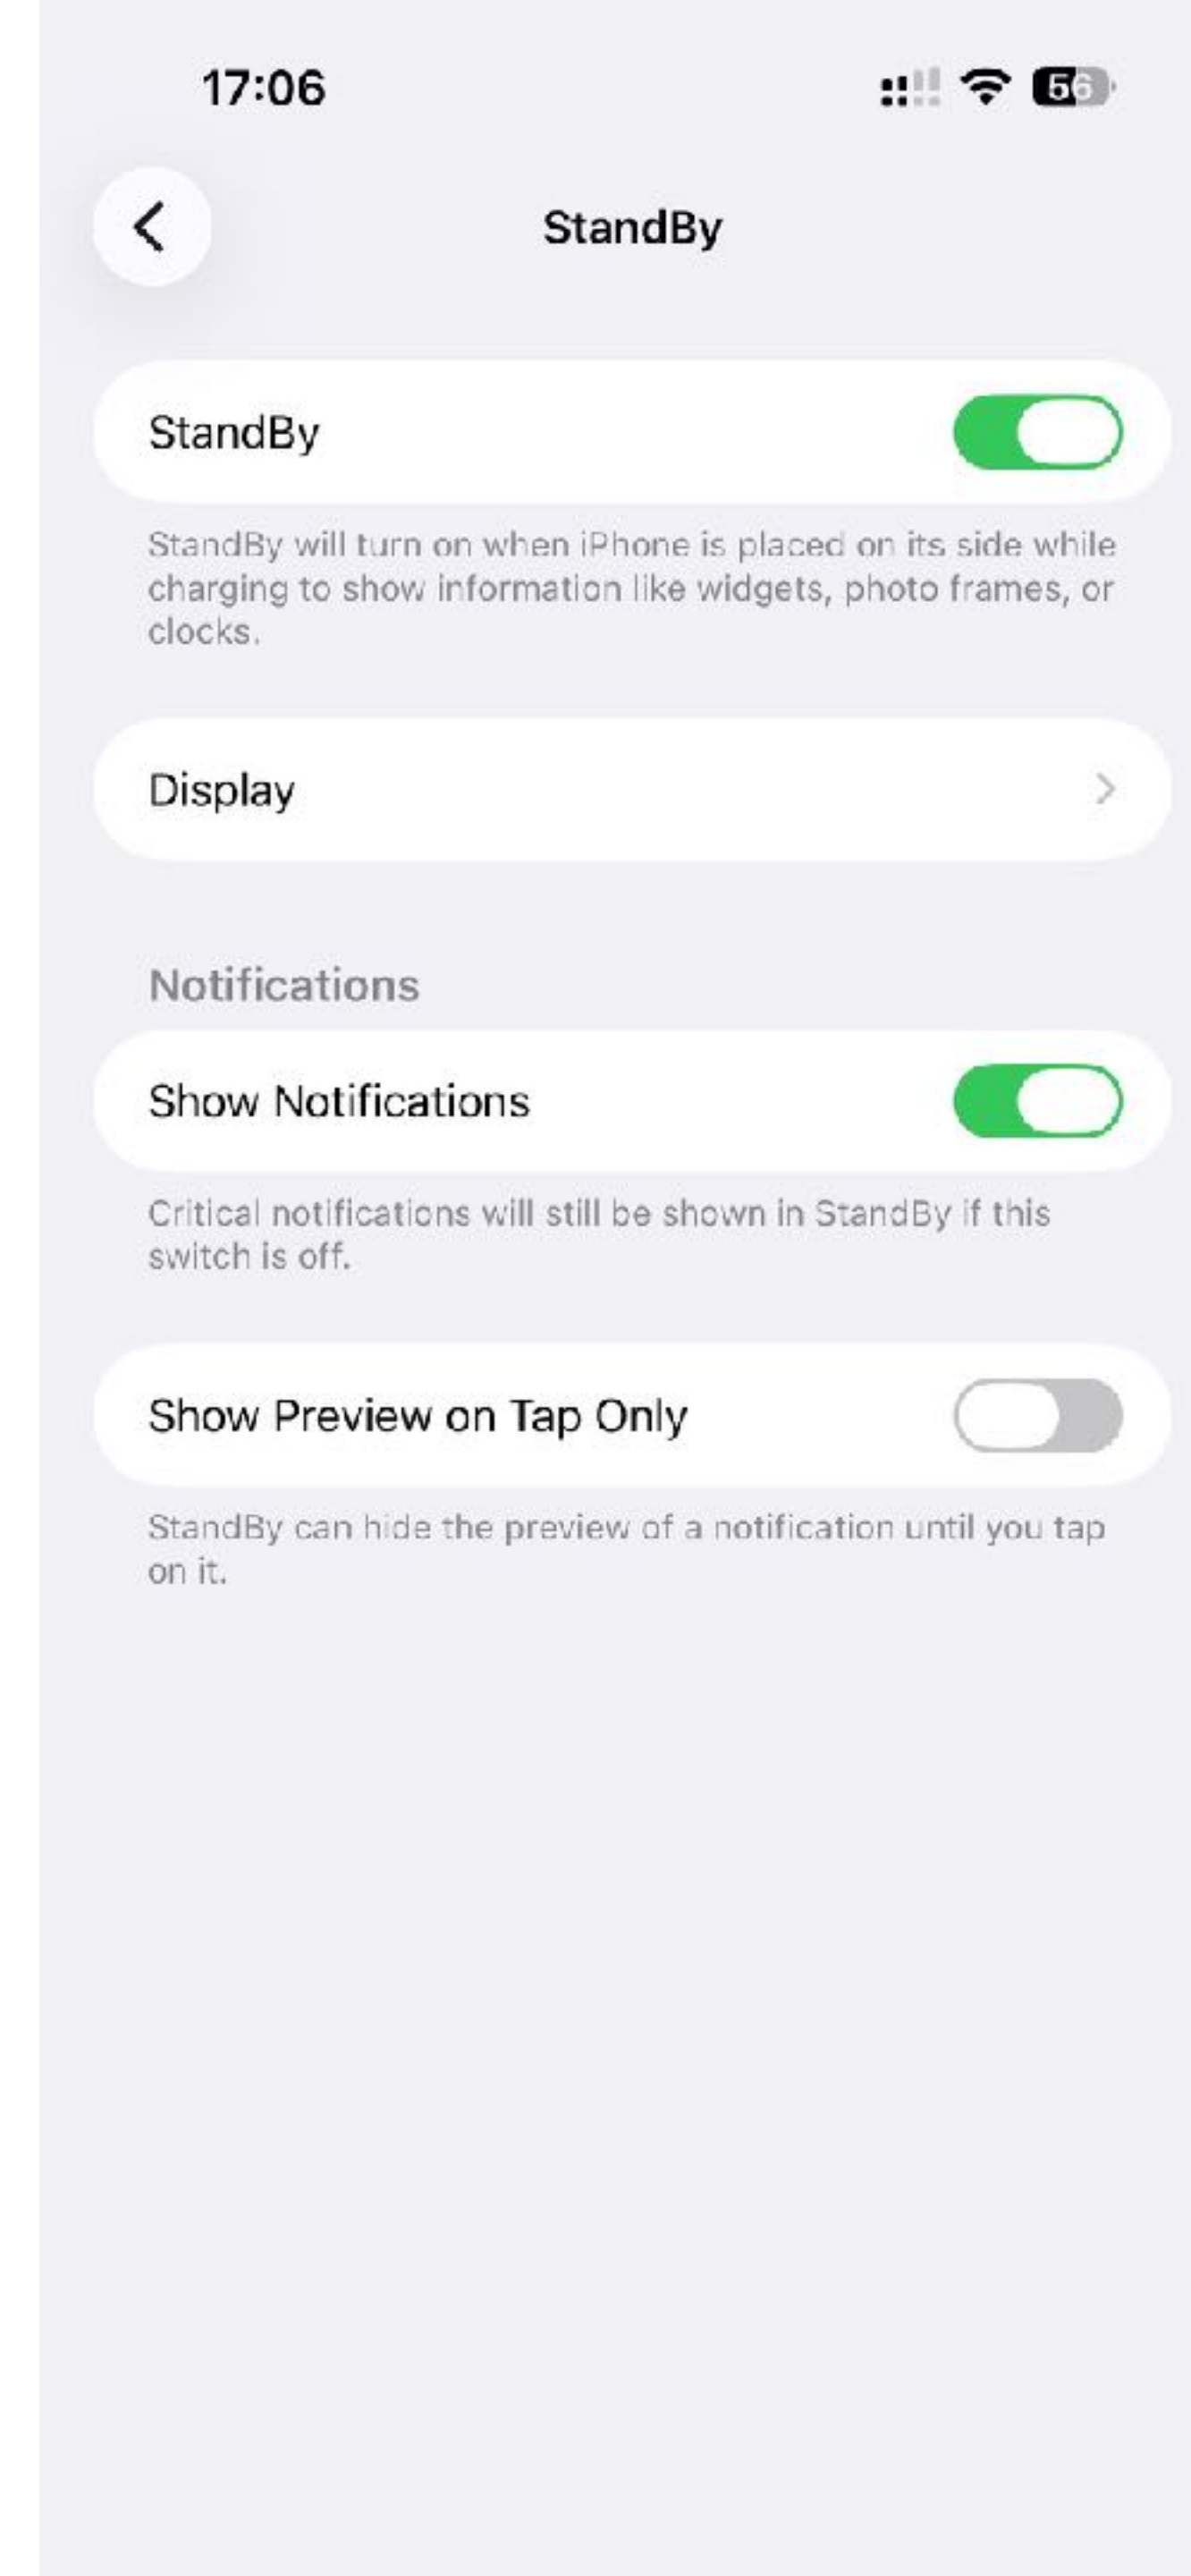 17:06
56
StandBy
StandBy
StandBy will turn on when iPhone is placed on its side while
charging to show information like widgets, photo frames, or
clocks.
Display
Notifications
Show Notifications
Critical notifications will still be shown in StandBy if this
switch is off.
Show Preview on Tap Only
StandBy can hide the preview of a notification until you tap
on it.